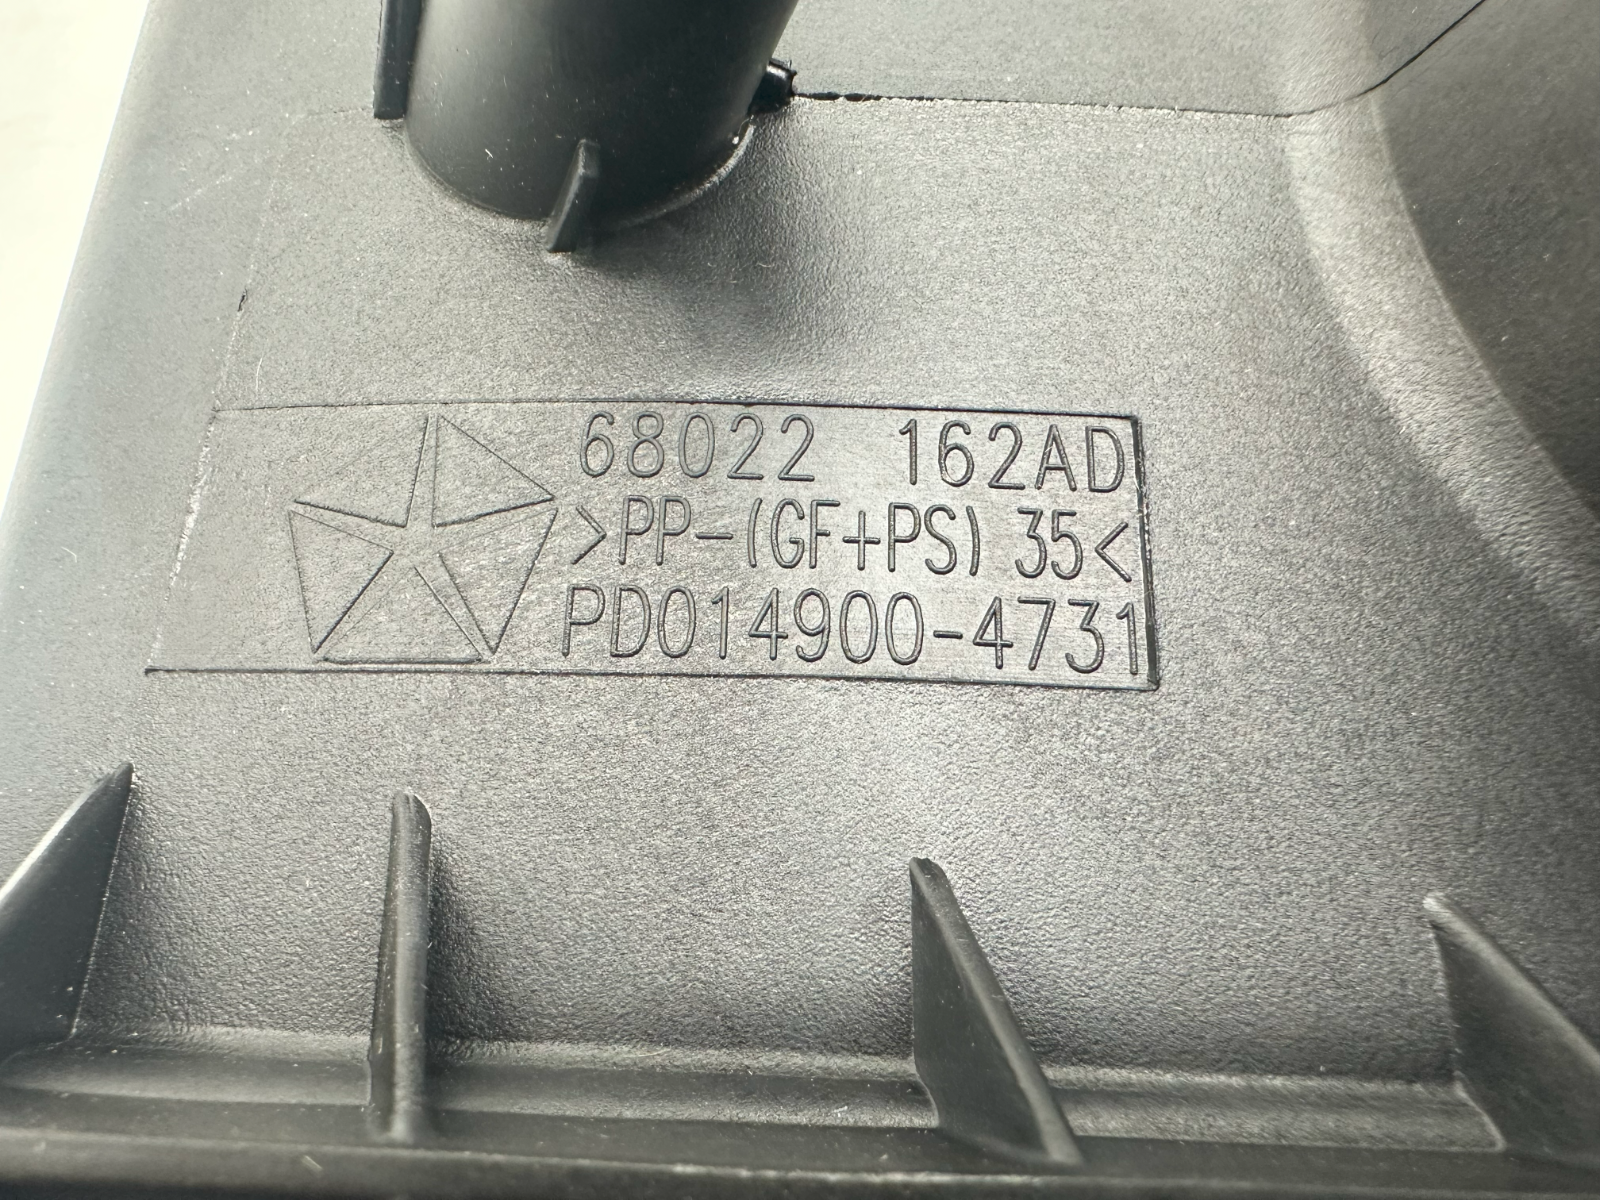 68022 162AD
>PP-(GF+PS) 35<
PD014900-4731